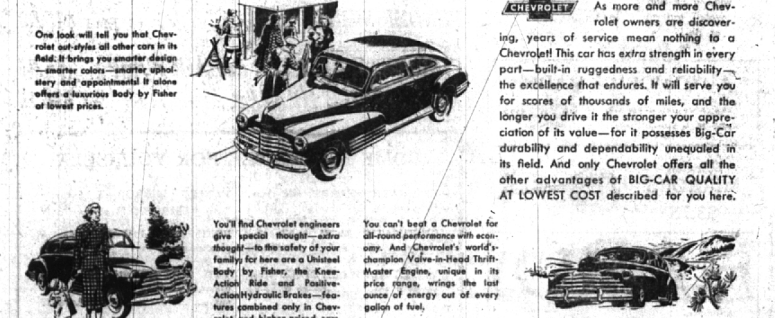 One look will tell you that Chev-
rolet out-styles all other cars in its
field. It brings you smarter design
—smarter colors—smarter uphol-
stery and appointments! It alone
offers a luxurious Body by Fisher
at lowest prices.
CHEVROLET
As more and more Chev-
rolet owners are discover-
ing, years of service mean nothing to a
Chevrolet! This car has extra strength in every
part—built-in ruggedness and reliability—
the excellence that endures. It will serve you
for scores of thousands of miles, and the
longer you drive it the stronger your appre-
ciation of its value—for it possesses Big-Car
durability and dependability unequaled in
its field. And only Chevrolet offers all the
other advantages of BIG-CAR QUALITY
AT LOWEST COST described for you here.
You'll find Chevrolet engineers
give special thought—extra
thought—to the safety of your
family; for here are a Unisteel
Body by Fisher, the Knee-
Action Ride and Positive-
Action Hydraulic Brakes—fea-
tures combined only in Chev-
rolet and higher-priced cars.
You can't beat a Chevrolet for
all-round performance with econ-
omy. And Chevrolet's world's-
champion Valve-in-Head Thrift-
Master Engine, unique in its
price range, wrings the last
ounce of energy out of every
gallon of fuel.